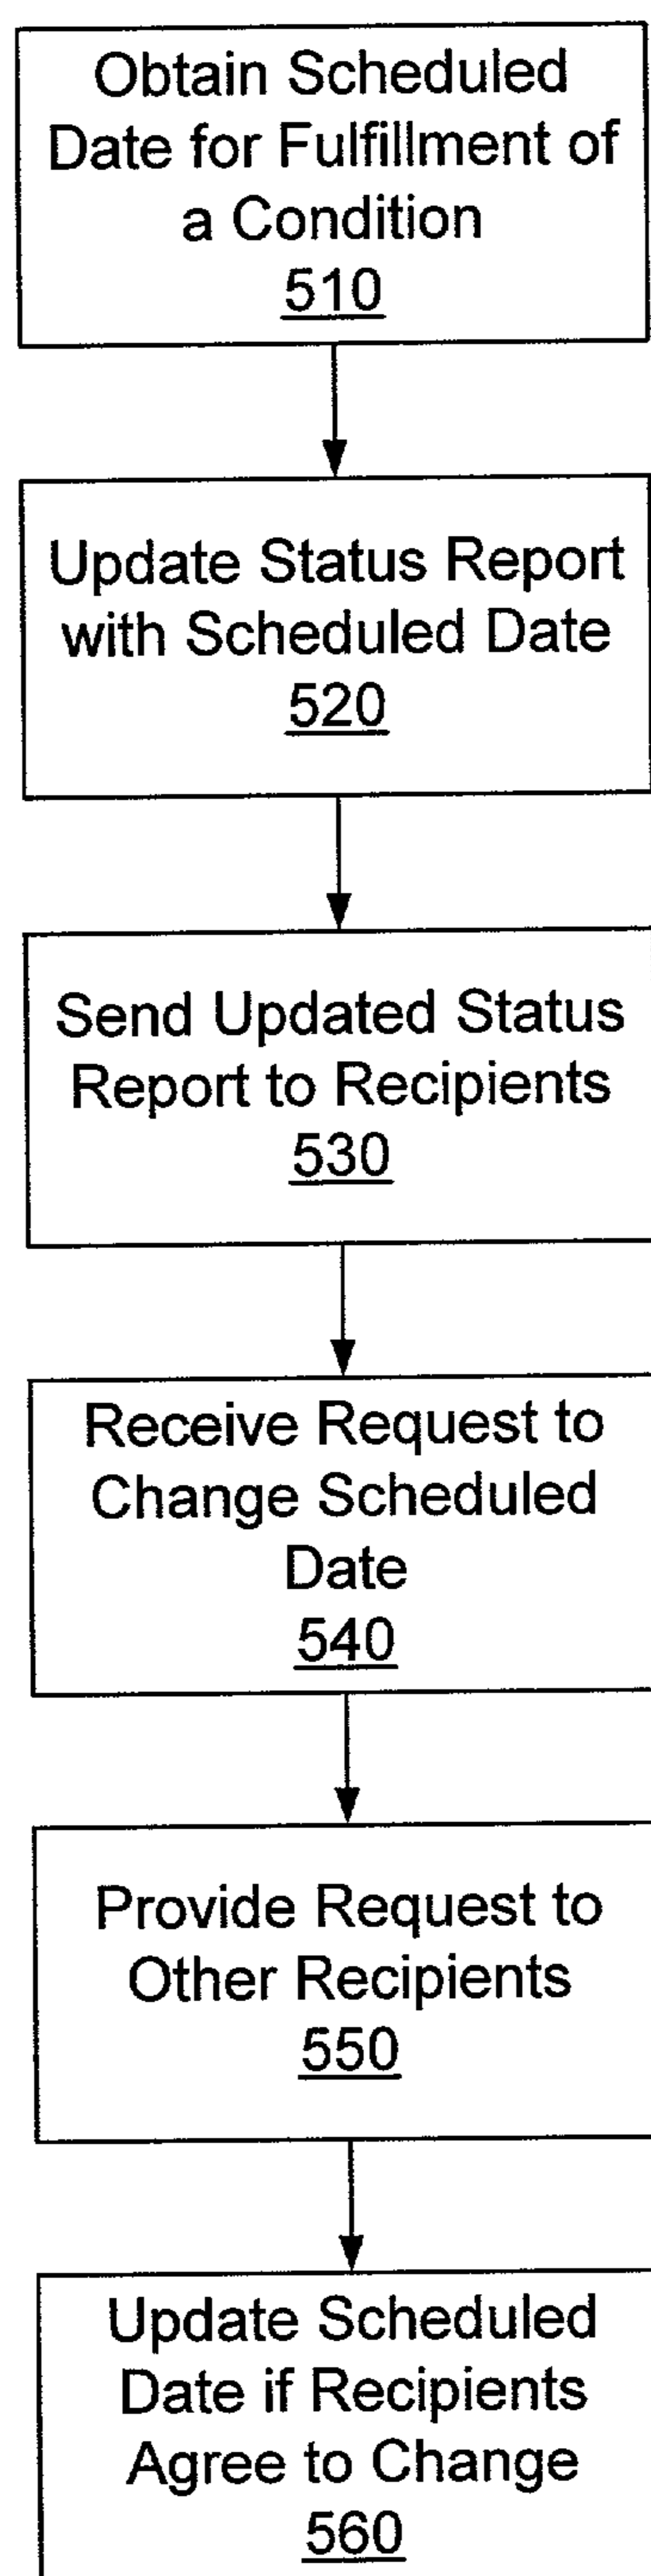 Obtain Scheduled
Date for Fulfillment of
a Condition
510
Update Status Report
with Scheduled Date
520
Send Updated Status
Report to Recipients
530
Receive Request to
Change Scheduled
Date
540
Provide Request to
Other Recipients
550
Update Scheduled
Date if Recipients
Agree to Change
560